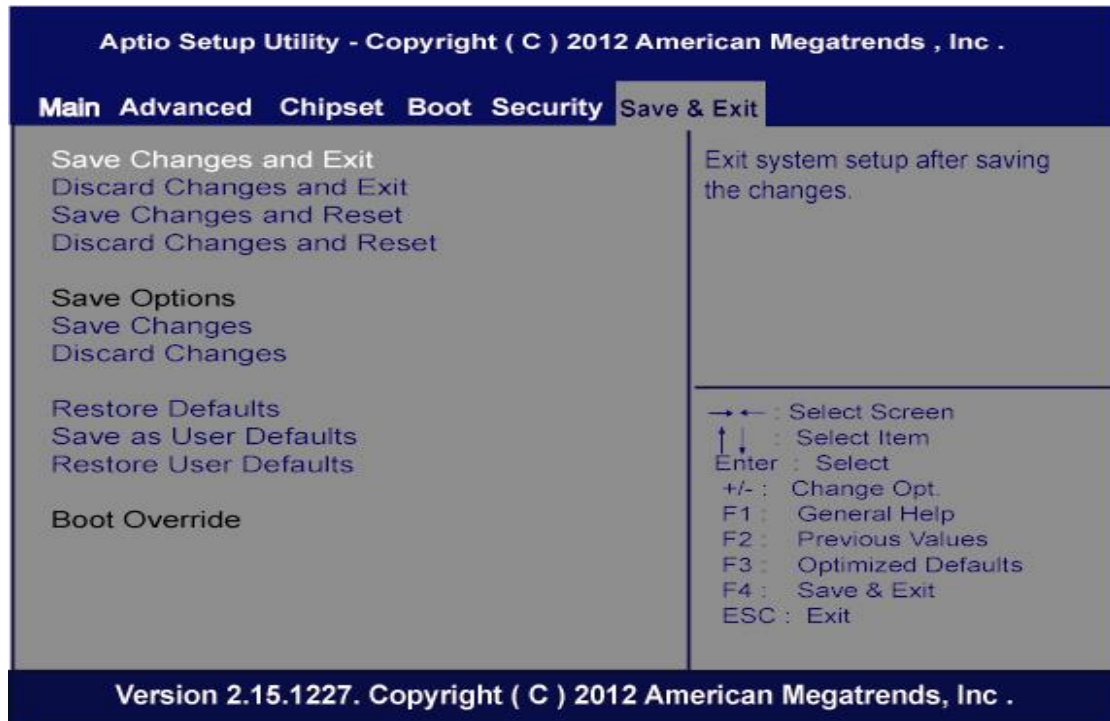 Aptio Setup Utility - Copyright ( C ) 2012 American Megatrends , Inc .
Main Advanced Chipset Boot Security Save & Exit
Save Changes and Exit
Discard Changes and Exit
Save Changes and Reset
Discard Changes and Reset
Save Options
Save Changes
Discard Changes
Restore Defaults
Save as User Defaults
Restore User Defaults
Boot Override
Exit system setup after saving
the changes.
→← : Select Screen
↑↓ : Select Item
Enter : Select
+/- : Change Opt.
F1 : General Help
F2 : Previous Values
F3 : Optimized Defaults
F4 : Save & Exit
ESC : Exit
Version 2.15.1227. Copyright ( C ) 2012 American Megatrends, Inc .